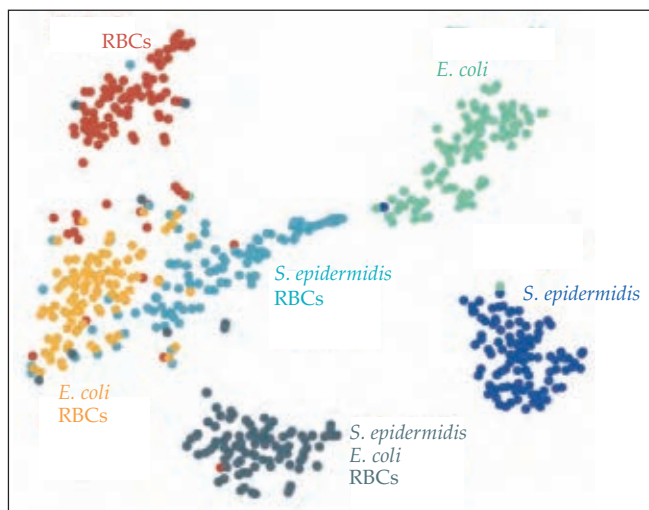 RBCs
E. coli
S. epidermidis
RBCs
S. epidermidis
E. coli
RBCs
S. epidermidis
E. coli
RBCs